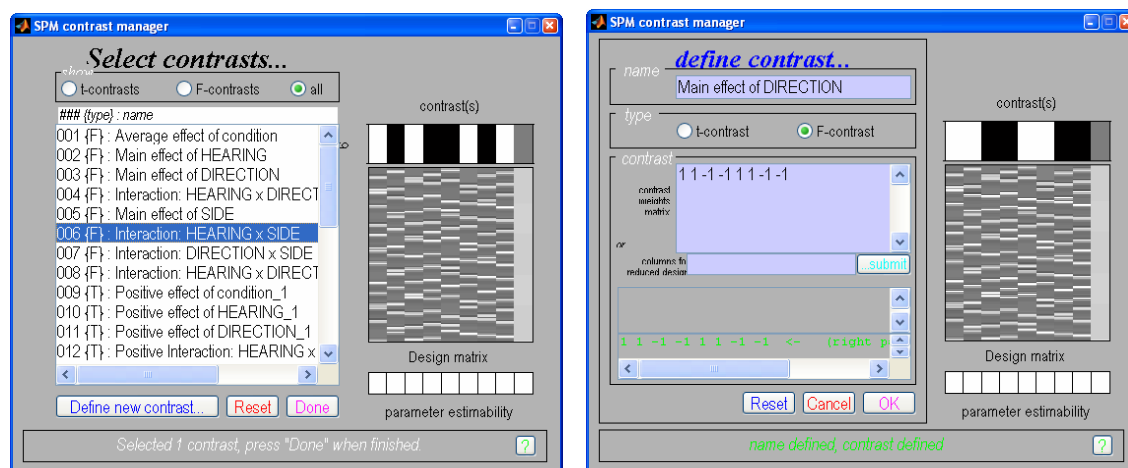 SPM contrast manager
Select contrasts...
show
t-contrasts F-contrasts all
### {type} : name
001 {F} : Average effect of condition
002 {F} : Main effect of HEARING
003 {F} : Main effect of DIRECTION
004 {F} : Interaction: HEARING x DIRECT
005 {F} : Main effect of SIDE
006 {F} : Interaction: HEARING x SIDE
007 {F} : Interaction: DIRECTION x SIDE
008 {F} : Interaction: HEARING x DIRECT
009 {T} : Positive effect of condition_1
010 {T} : Positive effect of HEARING_1
011 {T} : Positive effect of DIRECTION_1
012 {T} : Positive Interaction: HEARING x
contrast(s)
Design matrix
parameter estimability
Define new contrast... Reset Done
Selected 1 contrast, press "Done" when finished.
?
SPM contrast manager
define contrast...
name
Main effect of DIRECTION
type
t-contrast F-contrast
contrast
contrast
weights
matrix
1 1 -1 -1 1 1 -1 -1
or
columns fo
reduced design
...submit
1 1 -1 -1 1 1 -1 -1 <- (right p
Reset Cancel OK
contrast(s)
Design matrix
parameter estimability
name defined, contrast defined
?